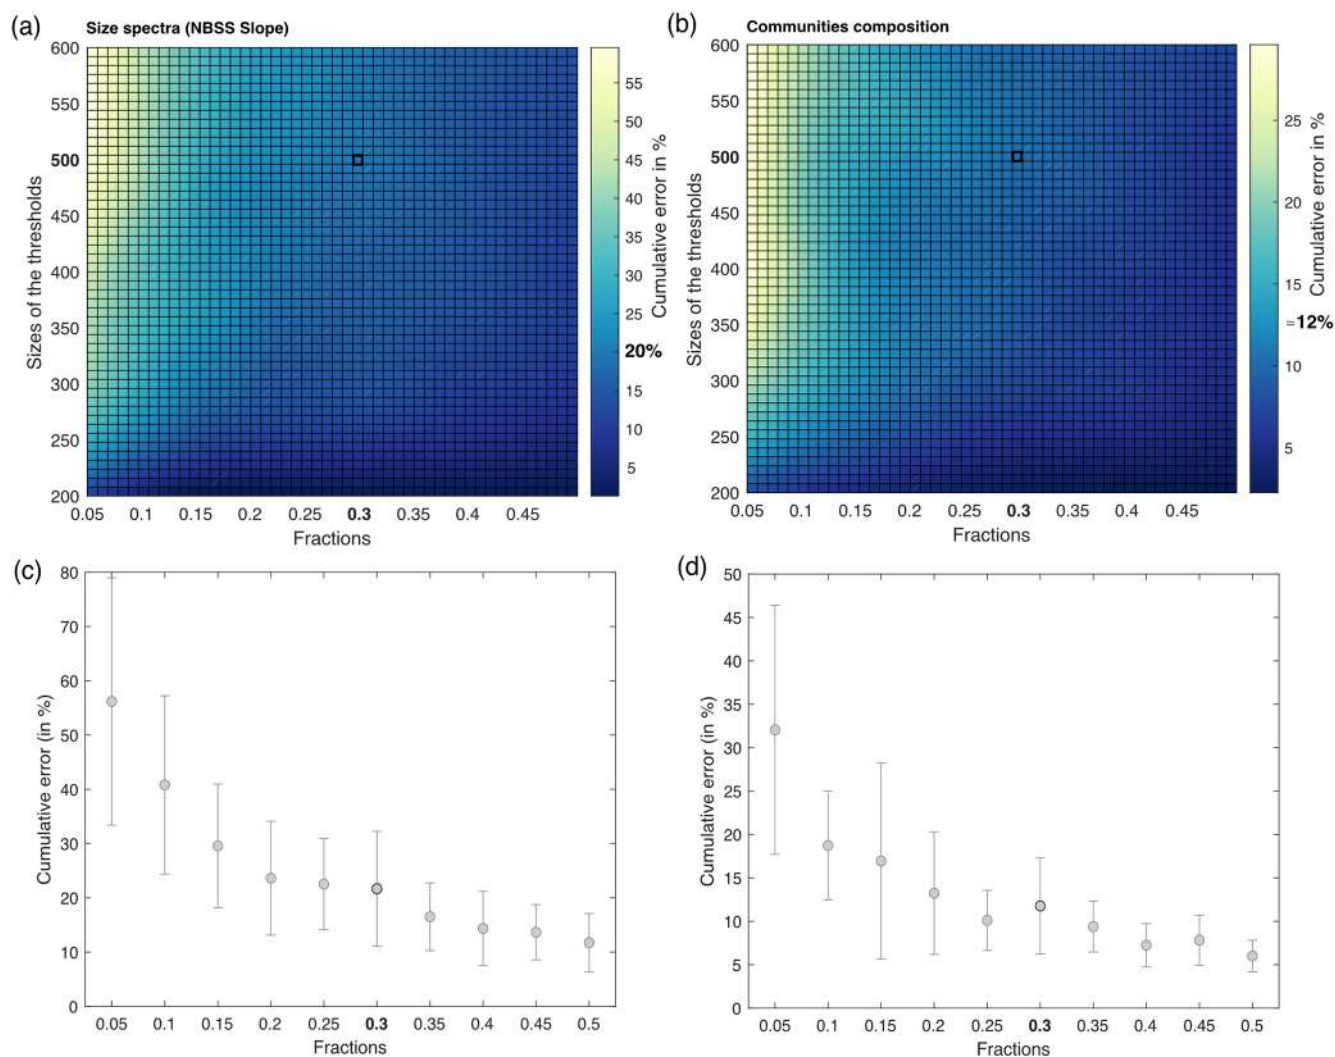 (a)
Size spectra (NBSS Slope)
600
550
500
450
400
350
300
250
200
Sizes of the thresholds
0.05 0.1 0.15 0.2 0.25 0.3 0.35 0.4 0.45
Fractions
55
50
45
40
35
30
25
20%
15
10
5
Cumulative error in %
(b)
Communities composition
600
550
500
450
400
350
300
250
200
Sizes of the thresholds
0.05 0.1 0.15 0.2 0.25 0.3 0.35 0.4 0.45
Fractions
25
20
15
=12%
10
5
Cumulative error in %
(c)
80
70
60
50
40
30
20
10
0
Cumulative error (in %)
0.05 0.1 0.15 0.2 0.25 0.3 0.35 0.4 0.45 0.5
Fractions
(d)
50
45
40
35
30
25
20
15
10
5
0
Cumulative error (in %)
0.05 0.1 0.15 0.2 0.25 0.3 0.35 0.4 0.45 0.5
Fractions